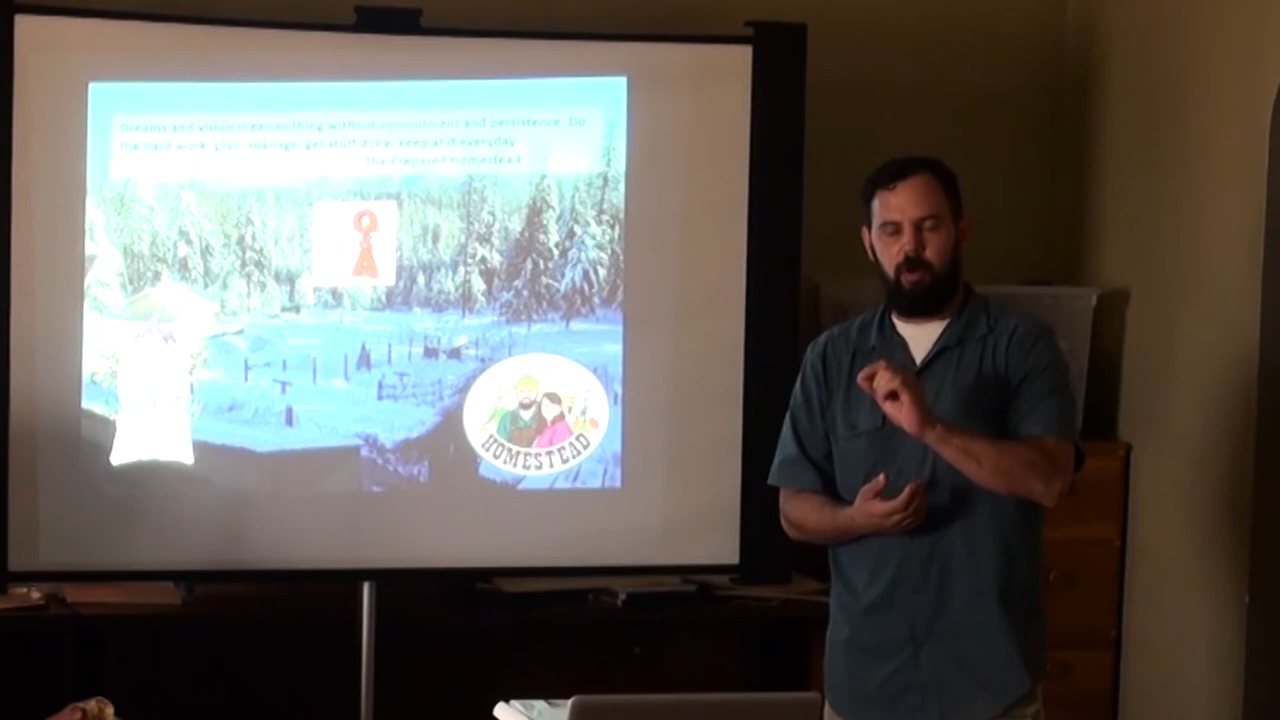 Dreams and vision mean nothing without commitment and persistence. Do
the hard work, plan, manage, get stuff done, keep at it everyday.
The Prepared Homestead
Q
&
A
HOMESTEAD